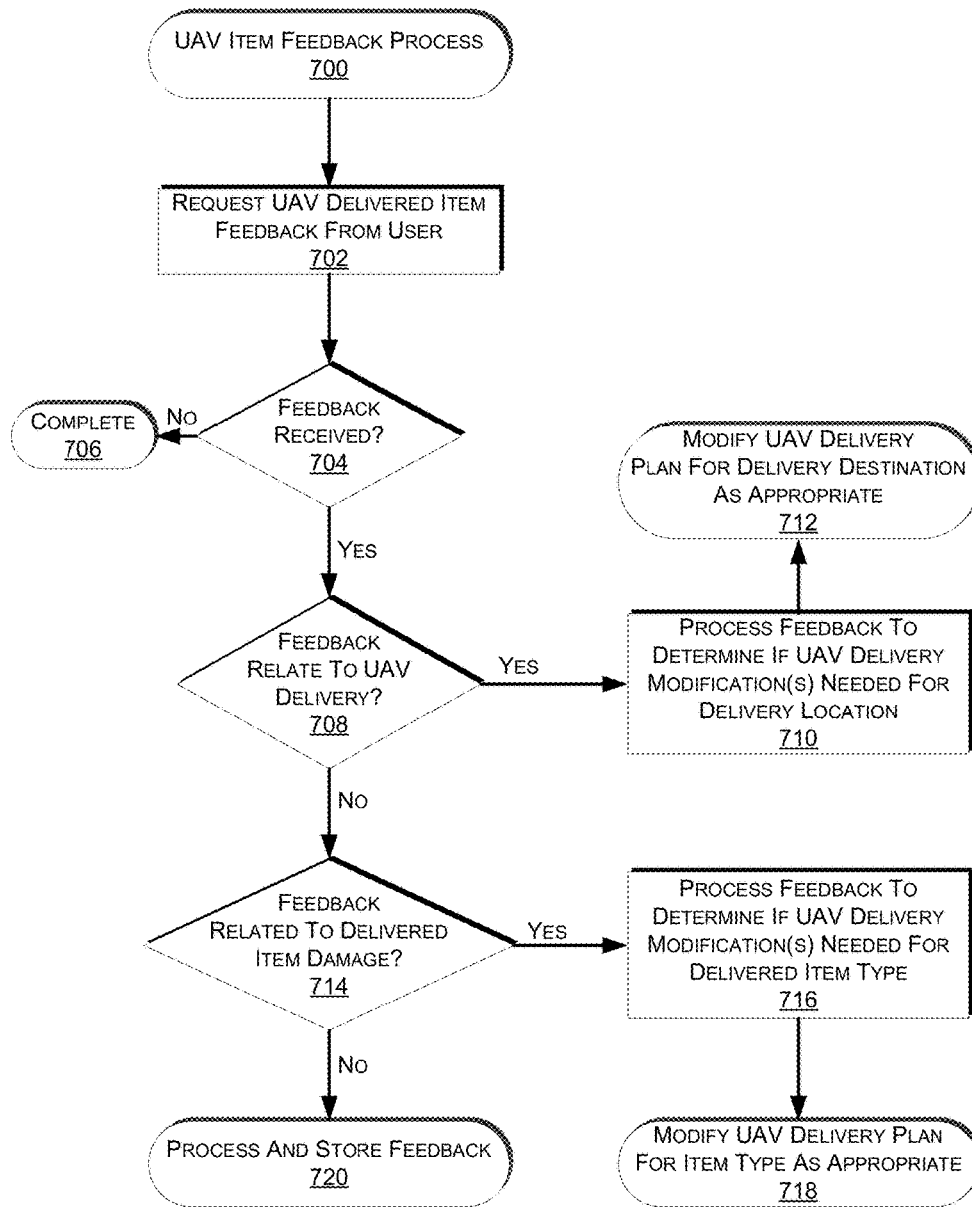 UAV ITEM FEEDBACK PROCESS
700
REQUEST UAV DELIVERED ITEM
FEEDBACK FROM USER
702
FEEDBACK
RECEIVED?
704
NO
COMPLETE
706
YES
FEEDBACK
RELATE TO UAV
DELIVERY?
708
YES
PROCESS FEEDBACK TO
DETERMINE IF UAV DELIVERY
MODIFICATION(S) NEEDED FOR
DELIVERY LOCATION
710
MODIFY UAV DELIVERY
PLAN FOR DELIVERY DESTINATION
AS APPROPRIATE
712
NO
FEEDBACK
RELATED TO DELIVERED
ITEM DAMAGE?
714
YES
PROCESS FEEDBACK TO
DETERMINE IF UAV DELIVERY
MODIFICATION(S) NEEDED FOR
DELIVERED ITEM TYPE
716
MODIFY UAV DELIVERY PLAN
FOR ITEM TYPE AS APPROPRIATE
718
NO
PROCESS AND STORE FEEDBACK
720